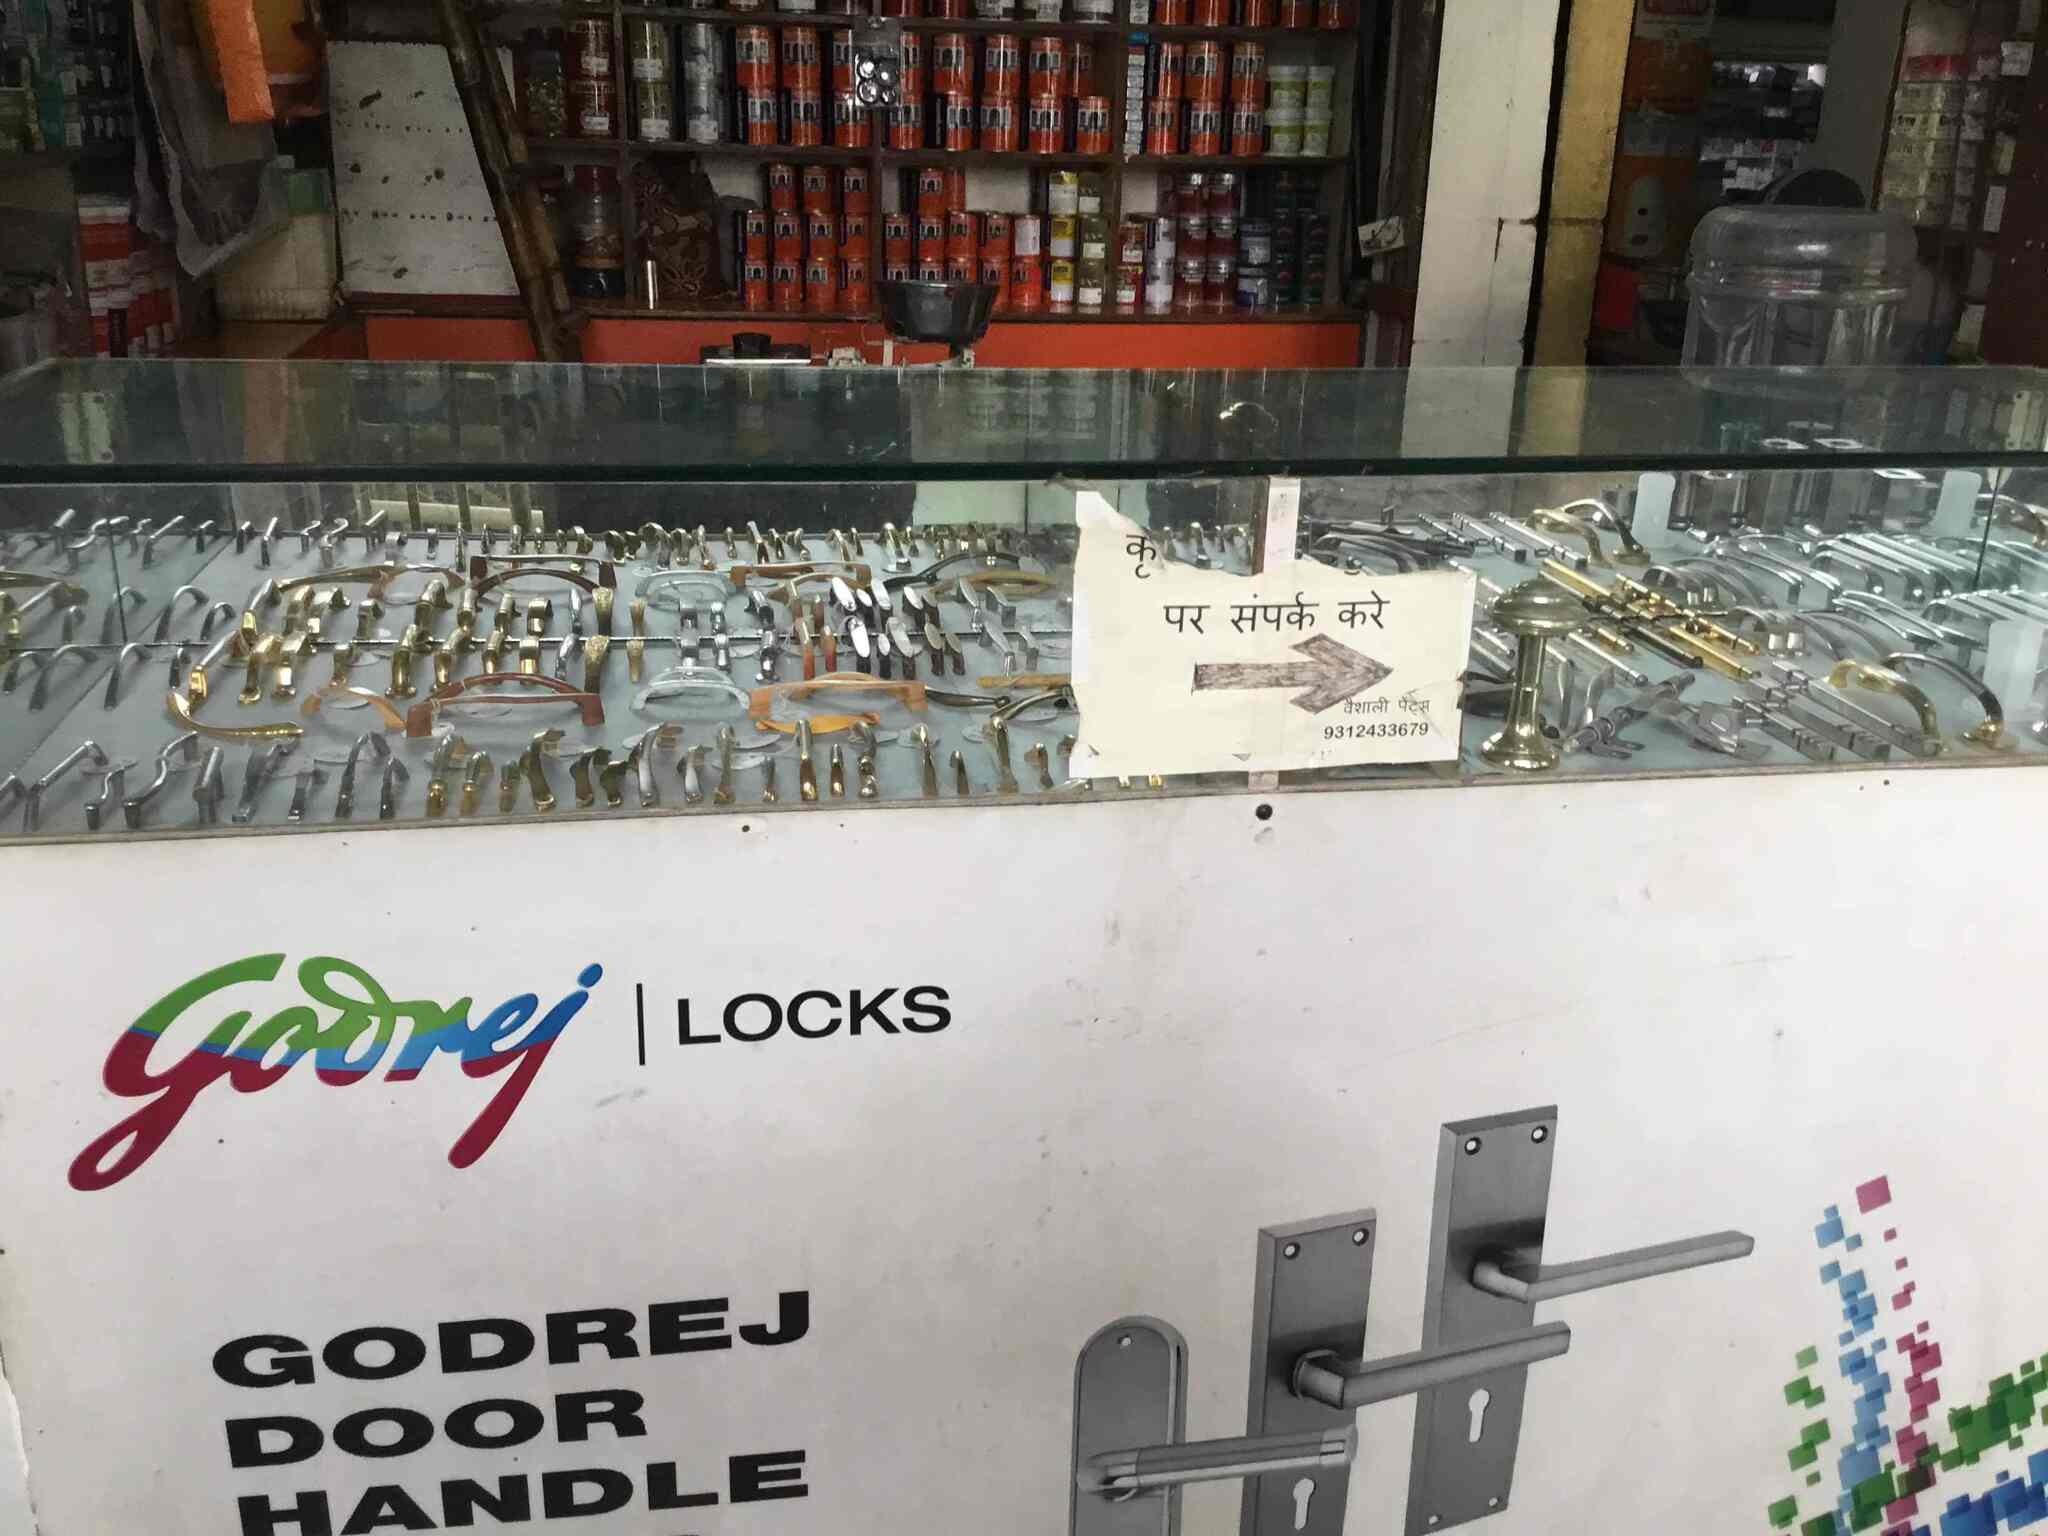 कृ
पर संपर्क करे
वैशाली पेंट्स
9312433679
Godrej | LOCKS
GODREJ
DOOR
HANDLE